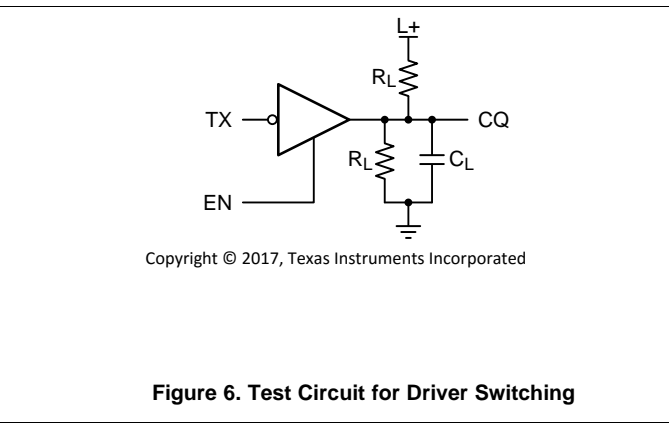 L+
RL
TX
CQ
RL
CL
EN
Copyright © 2017, Texas Instruments Incorporated
Figure 6. Test Circuit for Driver Switching